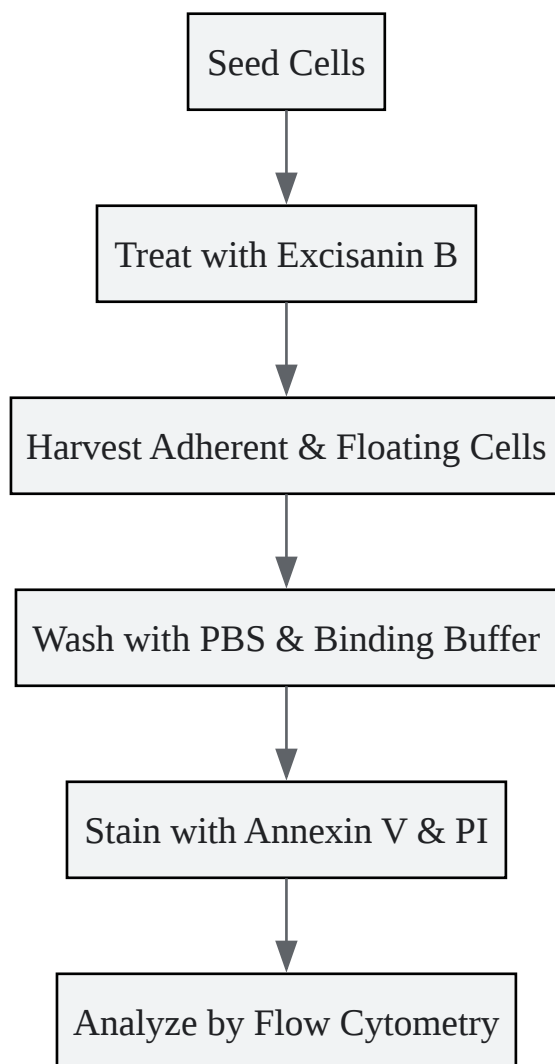 Seed Cells
Treat with Excisanin B
Harvest Adherent & Floating Cells
Wash with PBS & Binding Buffer
Stain with Annexin V & PI
Analyze by Flow Cytometry